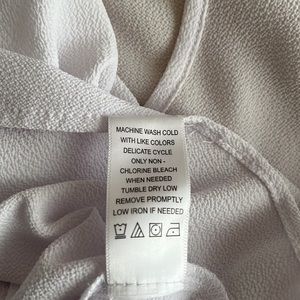 MACHINE WASH COLD
WITH LIKE COLORS
DELICATE CYCLE
ONLY NON -
CHLORINE BLEACH
WHEN NEEDED
TUMBLE DRY LOW
REMOVE PROMPTLY
LOW IRON IF NEEDED